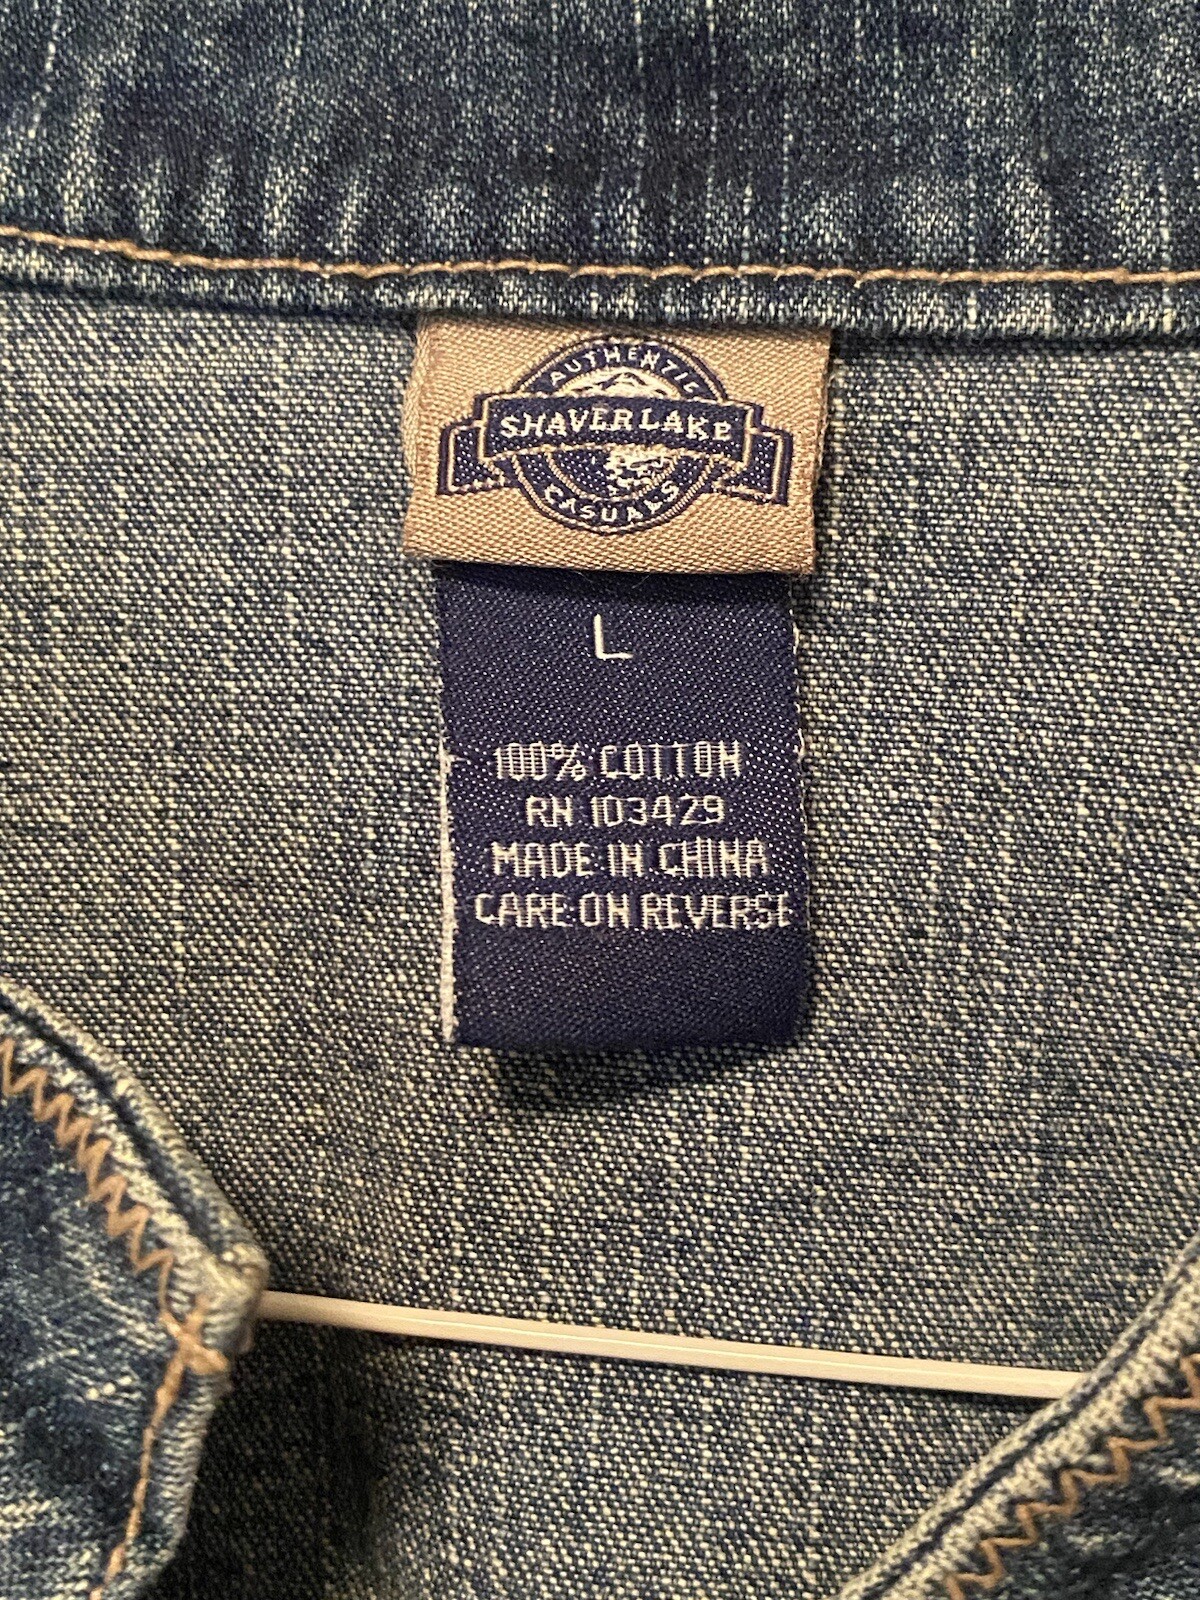 AUTHENTIC
SHAVER LAKE
CASUALS
L
100% COTTON
RN 103429
MADE IN CHINA
CARE ON REVERSE